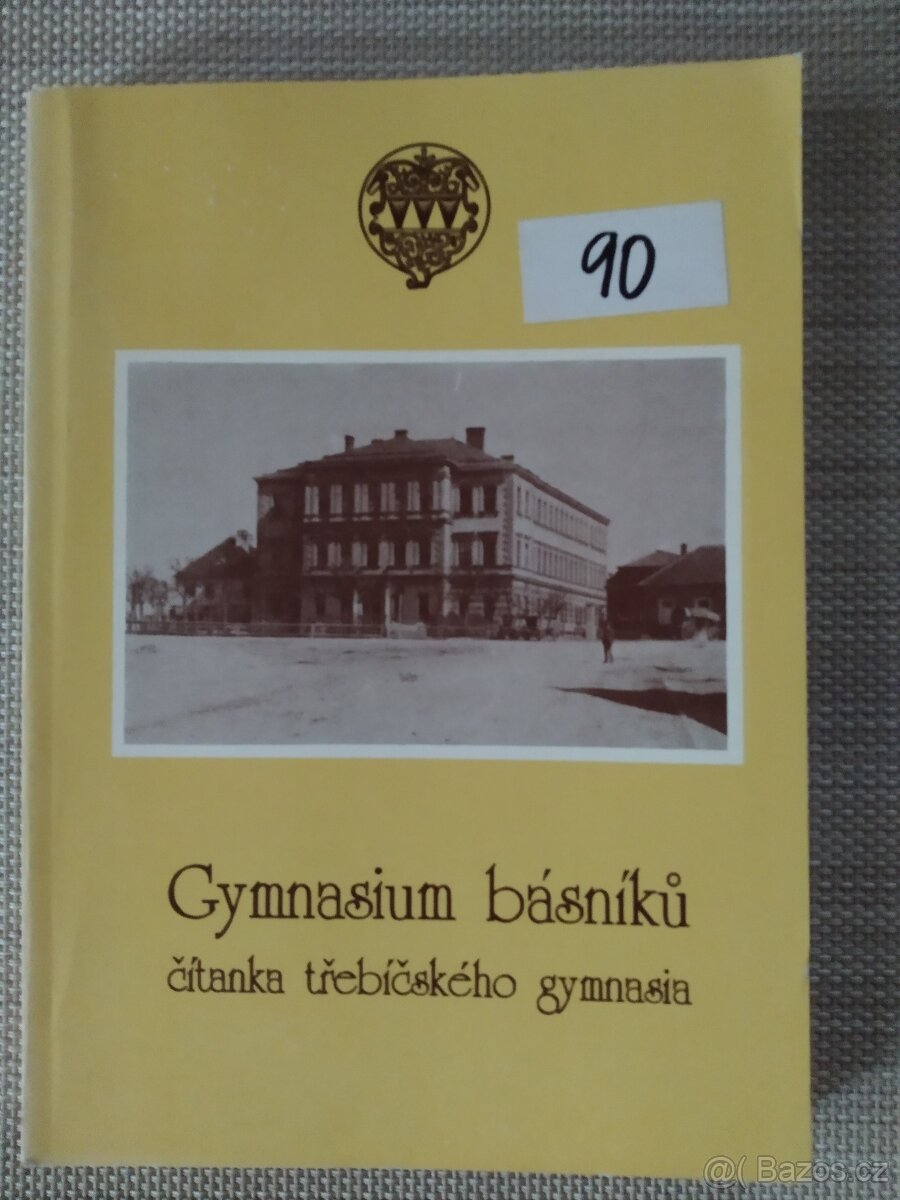 90
Gymnasium básníků
čítanka třebíčského gymnasia
@( Bazos.cz